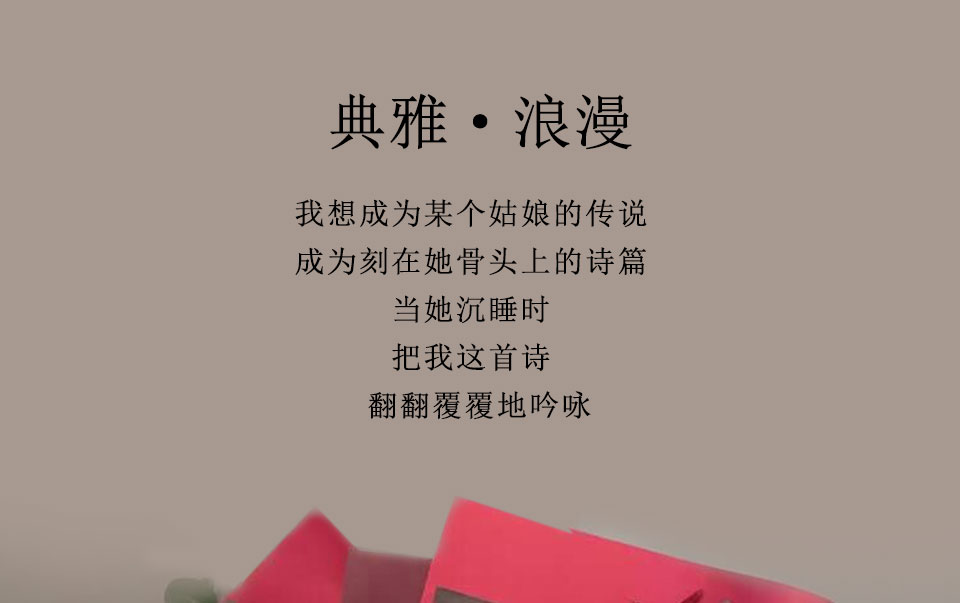 典雅·浪漫
我想成为某个姑娘的传说
成为刻在她骨头上的诗篇
当她沉睡时
把我这首诗
翻翻覆覆地吟咏